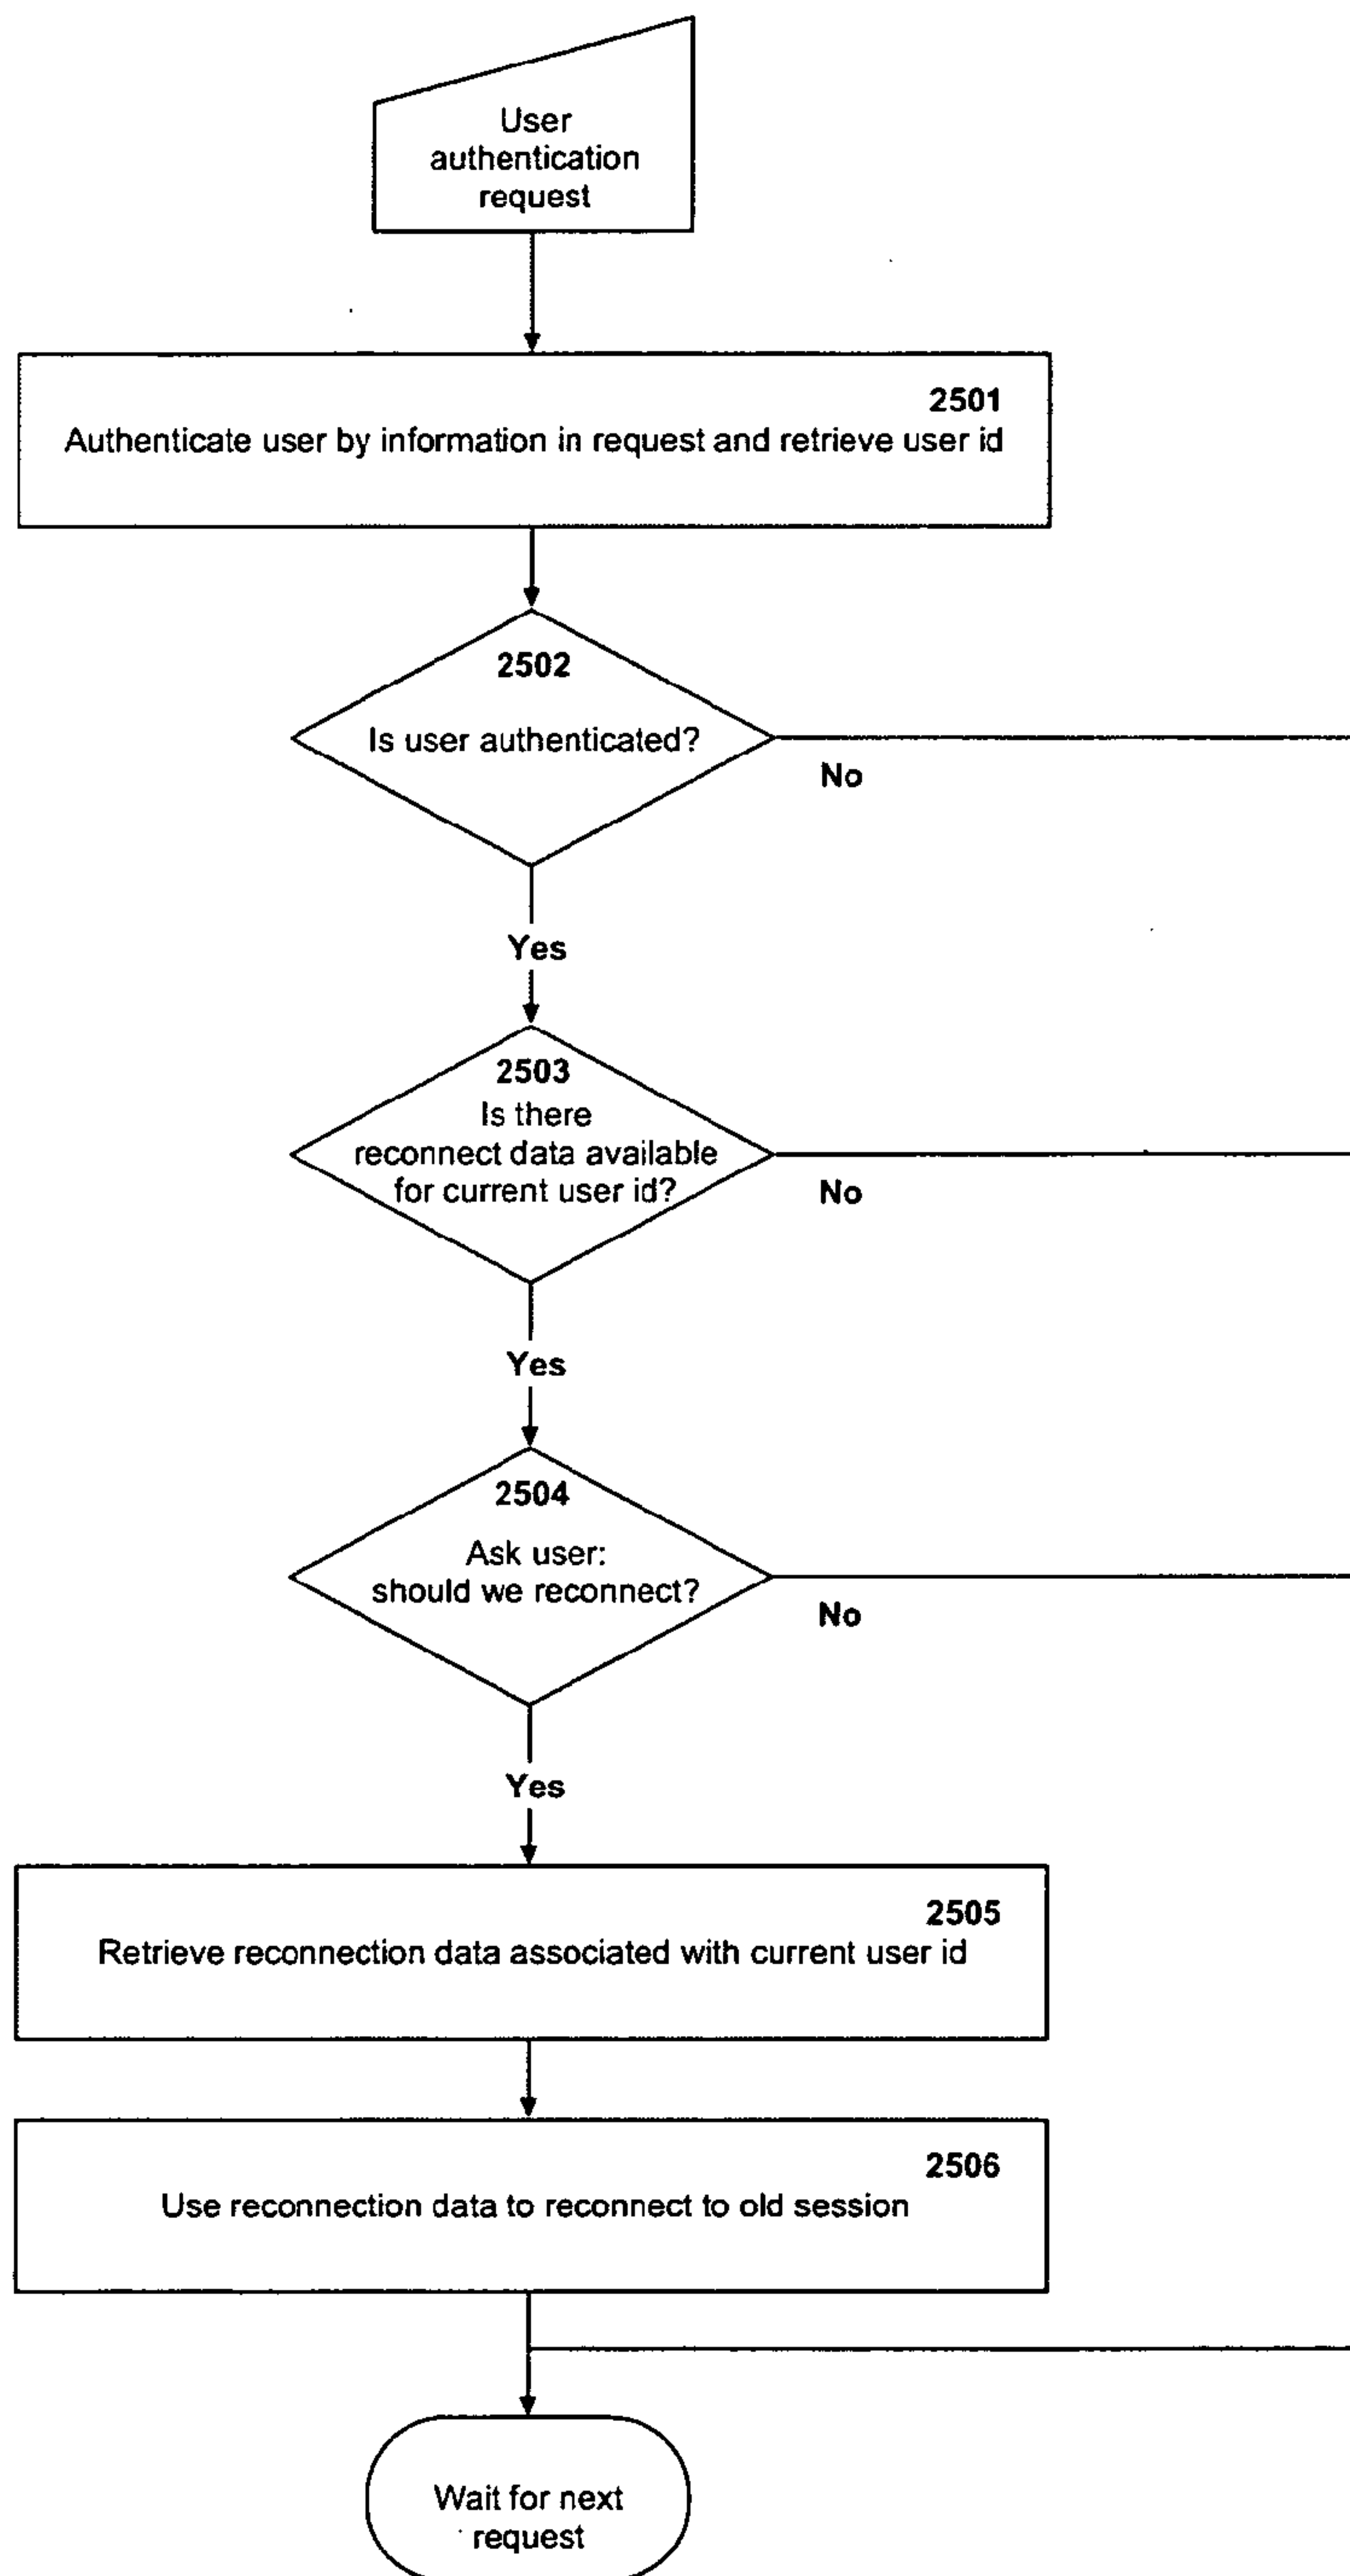 User
authentication
request
2501
Authenticate user by information in request and retrieve user id
2502
Is user authenticated?
No
Yes
2503
Is there
reconnect data available
for current user id?
No
Yes
2504
Ask user:
should we reconnect?
No
Yes
2505
Retrieve reconnection data associated with current user id
2506
Use reconnection data to reconnect to old session
Wait for next
request